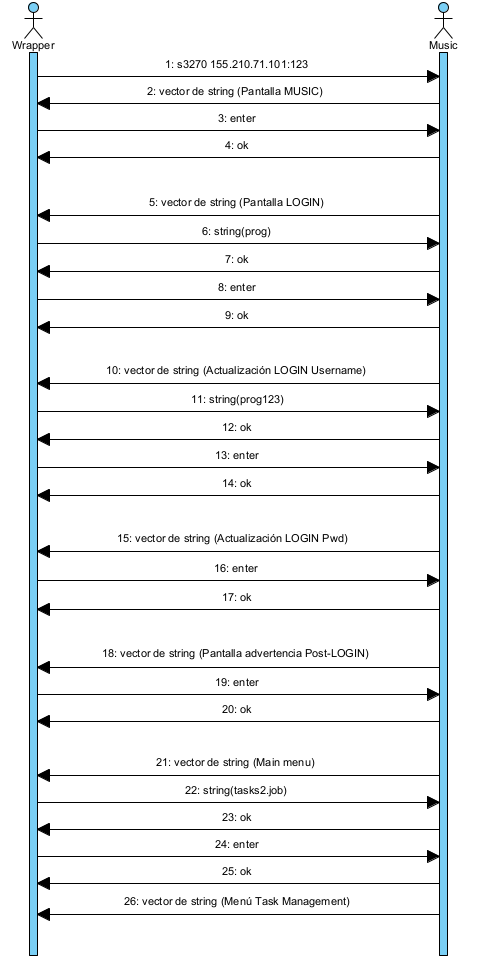 Wrapper
Music
1: s3270 155.210.71.101:123
2: vector de string (Pantalla MUSIC)
3: enter
4: ok
5: vector de string (Pantalla LOGIN)
6: string(prog)
7: ok
8: enter
9: ok
10: vector de string (Actualización LOGIN Username)
11: string(prog123)
12: ok
13: enter
14: ok
15: vector de string (Actualización LOGIN Pwd)
16: enter
17: ok
18: vector de string (Pantalla advertencia Post-LOGIN)
19: enter
20: ok
21: vector de string (Main menu)
22: string(tasks2.job)
23: ok
24: enter
25: ok
26: vector de string (Menú Task Management)